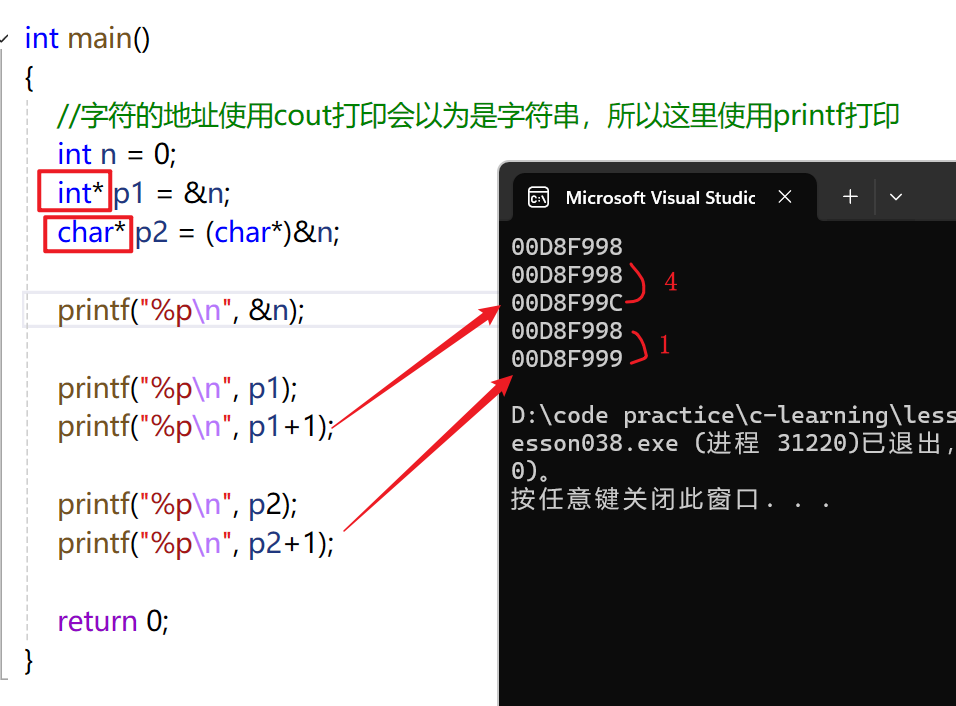 int main()
{
//字符的地址使用cout打印会以为是字符串，所以这里使用printf打印
int n = 0;
int* p1 = &n;
char* p2 = (char*)&n;
printf("%p\n", &n);
printf("%p\n", p1);
printf("%p\n", p1+1);
printf("%p\n", p2);
printf("%p\n", p2+1);
return 0;
}
Microsoft Visual Studic
00D8F998
00D8F998
00D8F99C
4
00D8F998
00D8F999
1
D:\code practice\c-learning\less
esson038.exe (进程 31220)已退出，
0)。
按任意键关闭此窗口. . .